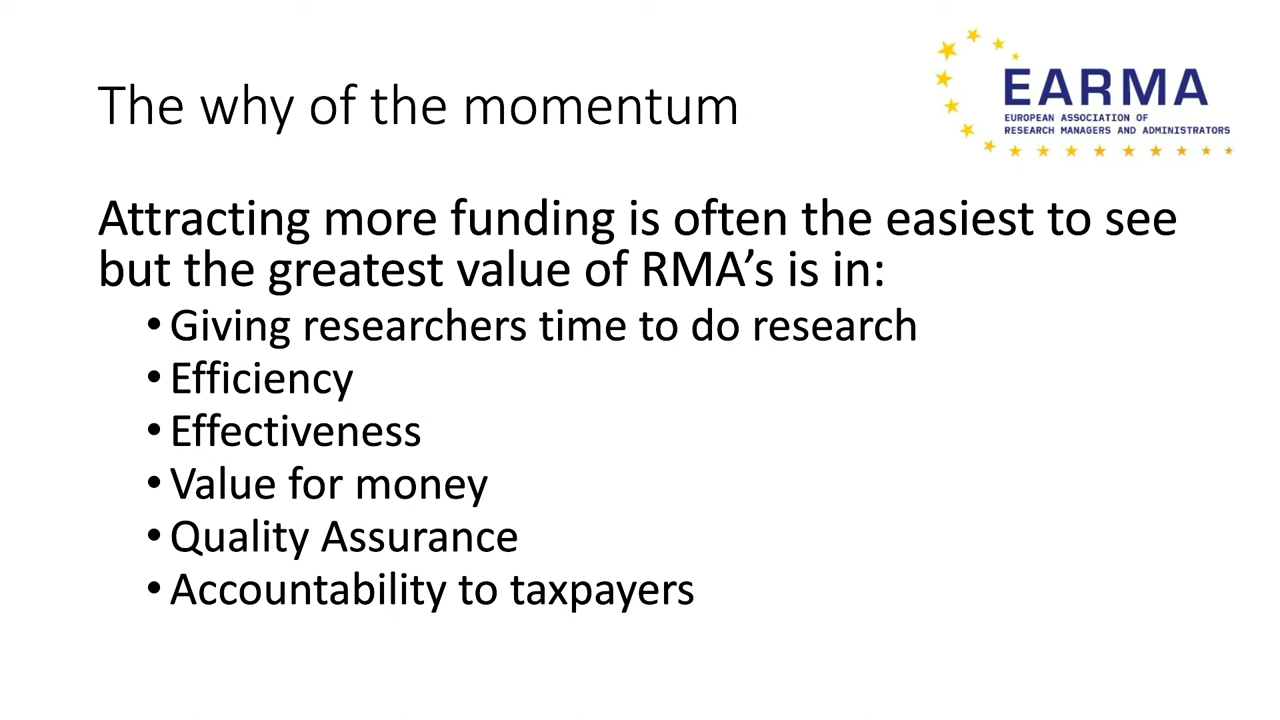 The why of the momentum
EARMA
EUROPEAN ASSOCIATION OF
RESEARCH MANAGERS AND ADMINISTRATORS
Attracting more funding is often the easiest to see
but the greatest value of RMA’s is in:
• Giving researchers time to do research
• Efficiency
• Effectiveness
• Value for money
• Quality Assurance
• Accountability to taxpayers